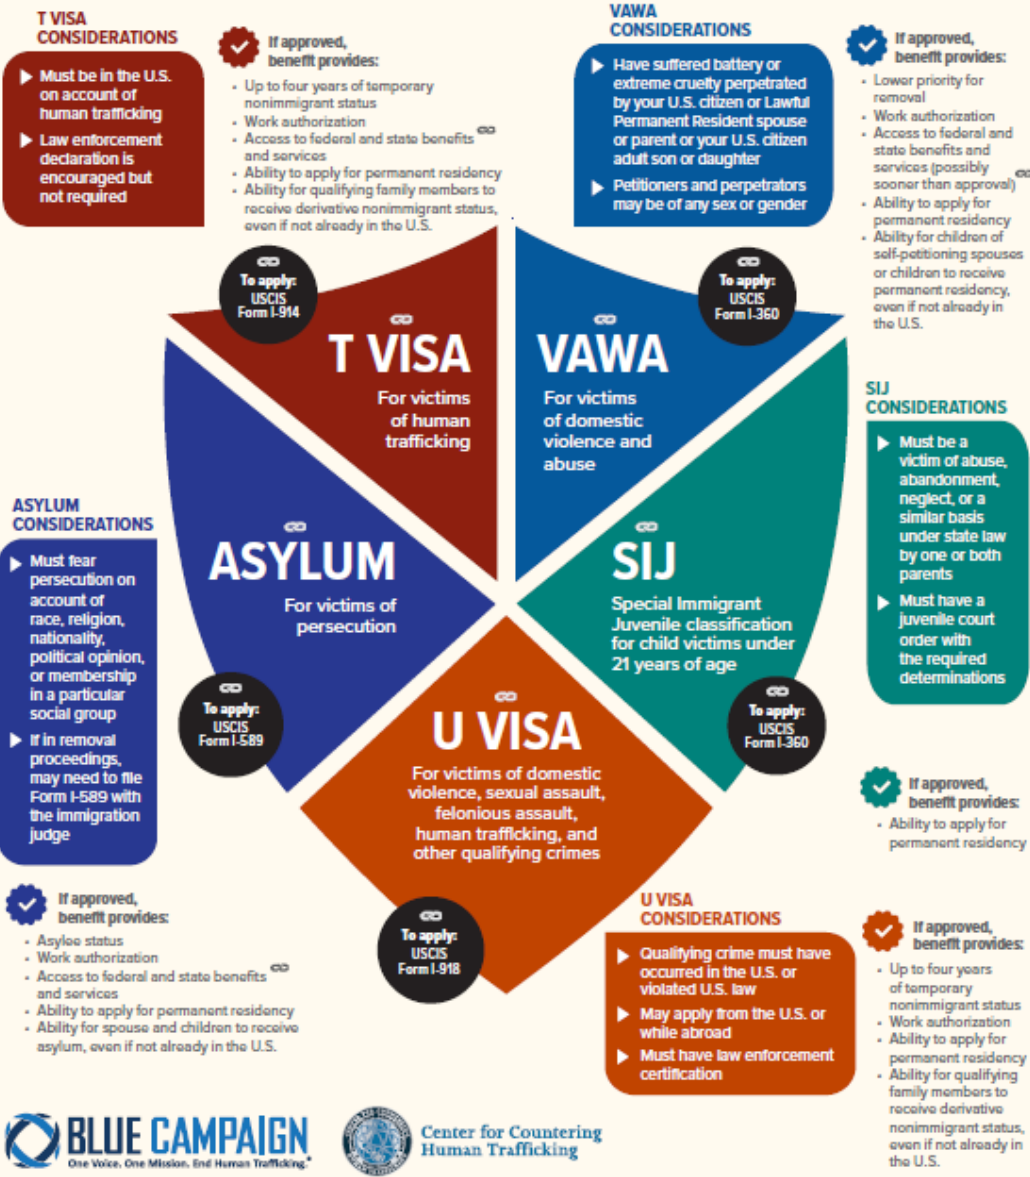 T VISA
CONSIDERATIONS
Must be in the U.S.
on account of
human trafficking
Law enforcement
declaration is
encouraged but
not required
If approved,
benefit provides:
• Up to four years of temporary
nonimmigrant status
• Work authorization
• Access to federal and state benefits
and services
• Ability to apply for permanent residency
• Ability for qualifying family members to
receive derivative nonimmigrant status,
even if not already in the U.S.
VAWA
CONSIDERATIONS
Have suffered battery or
extreme cruelty perpetrated
by your U.S. citizen or Lawful
Permanent Resident spouse
or parent or your U.S. citizen
adult son or daughter
Petitioners and perpetrators
may be of any sex or gender
If approved,
benefit provides:
• Lower priority for
removal
• Work authorization
• Access to federal and
state benefits and
services (possibly
sooner than approval)
• Ability to apply for
permanent residency
• Ability for children of
self-petitioning spouses
or children to receive
permanent residency,
even if not already in
the U.S.
To apply:
USCIS
Form I-914
T VISA
For victims
of human
trafficking
To apply:
USCIS
Form I-360
VAWA
For victims
of domestic
violence and
abuse
SIJ
CONSIDERATIONS
Must be a
victim of abuse,
abandonment,
neglect, or a
similar basis
under state law
by one or both
parents
Must have a
juvenile court
order with
the required
determinations
ASYLUM
CONSIDERATIONS
Must fear
persecution on
account of
race, religion,
nationality,
political opinion,
or membership
in a particular
social group
If in removal
proceedings,
may need to file
Form I-589 with
the immigration
judge
ASYLUM
For victims of
persecution
To apply:
USCIS
Form I-589
SIJ
Special Immigrant
Juvenile classification
for child victims under
21 years of age
To apply:
USCIS
Form I-360
If approved,
benefit provides:
• Ability to apply for
permanent residency
U VISA
For victims of domestic
violence, sexual assault,
felonious assault,
human trafficking, and
other qualifying crimes
To apply:
USCIS
Form I-918
If approved,
benefit provides:
• Asylee status
• Work authorization
• Access to federal and state benefits
and services
• Ability to apply for permanent residency
• Ability for spouse and children to receive
asylum, even if not already in the U.S.
U VISA
CONSIDERATIONS
Qualifying crime must have
occurred in the U.S. or
violated U.S. law
May apply from the U.S. or
while abroad
Must have law enforcement
certification
If approved,
benefit provides:
• Up to four years
of temporary
nonimmigrant status
• Work authorization
• Ability to apply for
permanent residency
• Ability for qualifying
family members to
receive derivative
nonimmigrant status,
even if not already in
the U.S.
BLUE CAMPAIGN
One Voice. One Mission. End Human Trafficking.®
Center for Countering
Human Trafficking